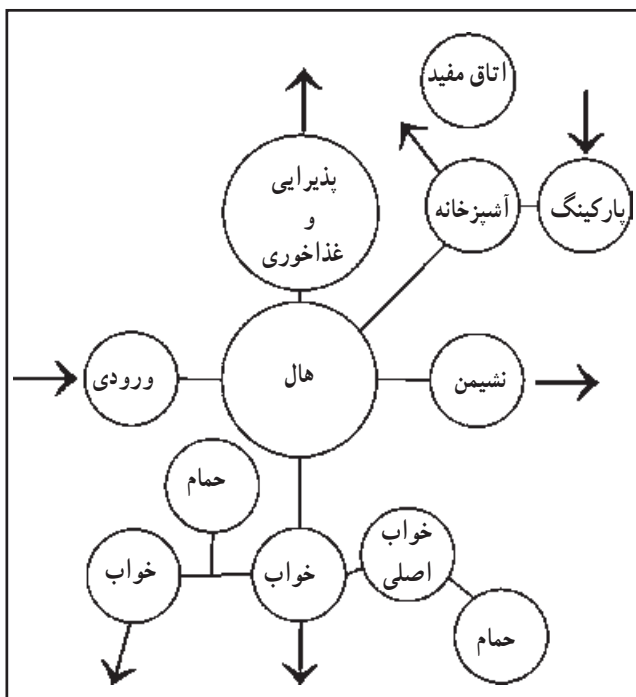 اتاق مفید
پذیرایی
و
غذاخوری
آشپزخانه
پارکینگ
ورودی
هال
نشیمن
حمام
خواب
خواب
خواب
اصلی
حمام